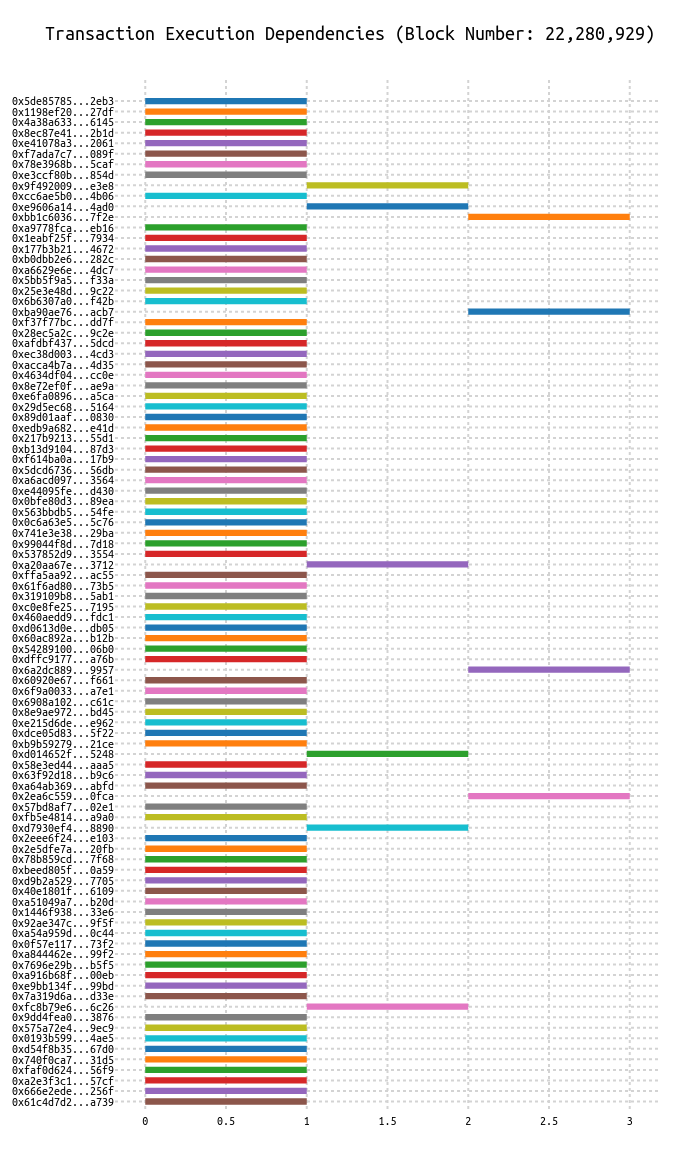 Transaction Execution Dependencies (Block Number: 22,280,929)
0x5de85785...2eb3
0x1198ef20...27df
0x4a38a633...6145
0x8ec87e41...2b1d
0xe41078a3...2061
0xf7ada7c7...089f
0x78e3968b...5caf
0xe3ccf80b...854d
0x9f492009...e3e8
0xcc6ae5b0...4b06
0xe9606a14...4ad0
0xbb1c6036...7f2e
0xa9778fca...eb16
0x1eabf25f...7934
0x177b3b21...4672
0xb0dbb2e6...282c
0xa6629e6e...4dc7
0x5bb5f9a5...f33a
0x25e3e48d...9c22
0x6b6307a0...f42b
0xba90ae76...acb7
0xf37f77bc...dd7f
0x28ec5a2c...9c2e
0xafdbf437...5dcd
0xec38d003...4cd3
0xacca4b7a...4d35
0x4634df04...cc0e
0x8e72ef0f...ae9a
0xe6fa0896...a5ca
0x29d5ec68...5164
0x89d01aaf...0830
0xedb9a682...e41d
0x217b9213...55d1
0xb13d9104...87d3
0xf614ba0a...17b9
0x5dcd6736...56db
0xa6acd097...3564
0xe44095fe...d430
0x0bfe80d3...89ea
0x563bbdb5...54fe
0x0c6a63e5...5c76
0x741e3e38...29ba
0x99044f8d...7d18
0x537852d9...3554
0xa20aa67e...3712
0xffa5aa92...ac55
0x61f6ad80...73b5
0x319109b8...5ab1
0xc0e8fe25...7195
0x460aedd9...fdc1
0xd0613d0e...db05
0x60ac892a...b12b
0x54289100...06b0
0xdffc9177...a76b
0x6a2dc889...9957
0x60920e67...f661
0x6f9a0033...a7e1
0x6908a102...c61c
0x8e9ae972...bd45
0xe215d6de...e962
0xdce05d83...5f22
0xb9b59279...21ce
0xd014652f...5248
0x58e3ed44...aaa5
0x63f92d18...b9c6
0xa64ab369...abfd
0x2ea6c559...0fca
0x57bd8af7...02e1
0xfb5e4814...a9a0
0xd7930ef4...8890
0x2eee6f24...e103
0x2e5dfe7a...20fb
0x78b859cd...7f68
0xbeed805f...0a59
0xd9b2a529...7705
0x40e1801f...6109
0xa51049a7...b20d
0x1446f938...33e6
0x92ae347c...9f5f
0xa54a959d...0c44
0x0f57e117...73f2
0xa844462e...99f2
0x7696e29b...b5f5
0xa916b68f...00eb
0xe9bb134f...99bd
0x7a319d6a...d33e
0xfc8b79e6...6c26
0x9dd4fea0...3876
0x575a72e4...9ec9
0x0193b599...4ae5
0xd54f8b35...67d0
0x740f0ca7...31d5
0xfaf0d624...56f9
0xa2e3f3c1...57cf
0x666e2ede...256f
0x61c4d7d2...a739
0 0.5 1 1.5 2 2.5 3